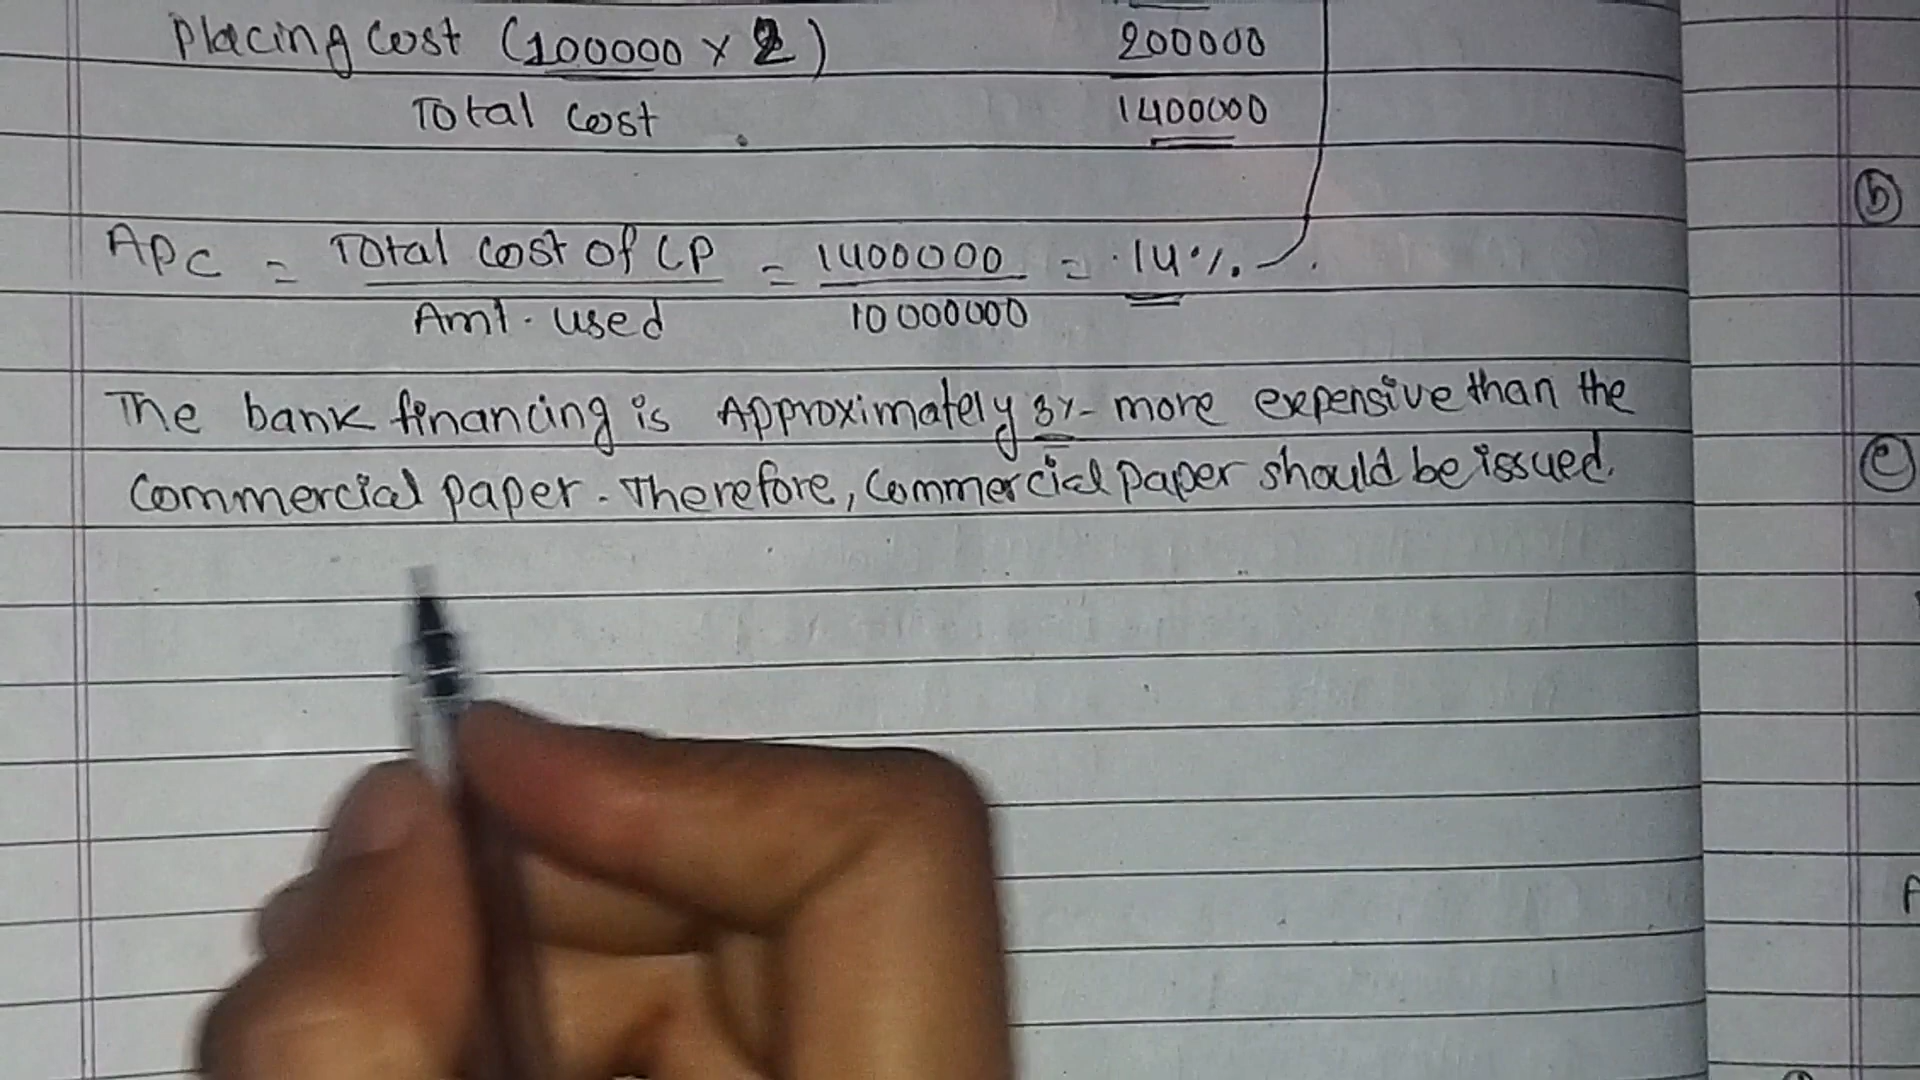 Placing Cost (100000 × 2) 200000
Total Cost 1400000
APC = Total Cost of CP / Amt. used = 1400000 / 10000000 = .14%.
The bank financing is Approximately 3% more expensive than the
Commercial paper. Therefore, Commercial paper should be issued.
b
c